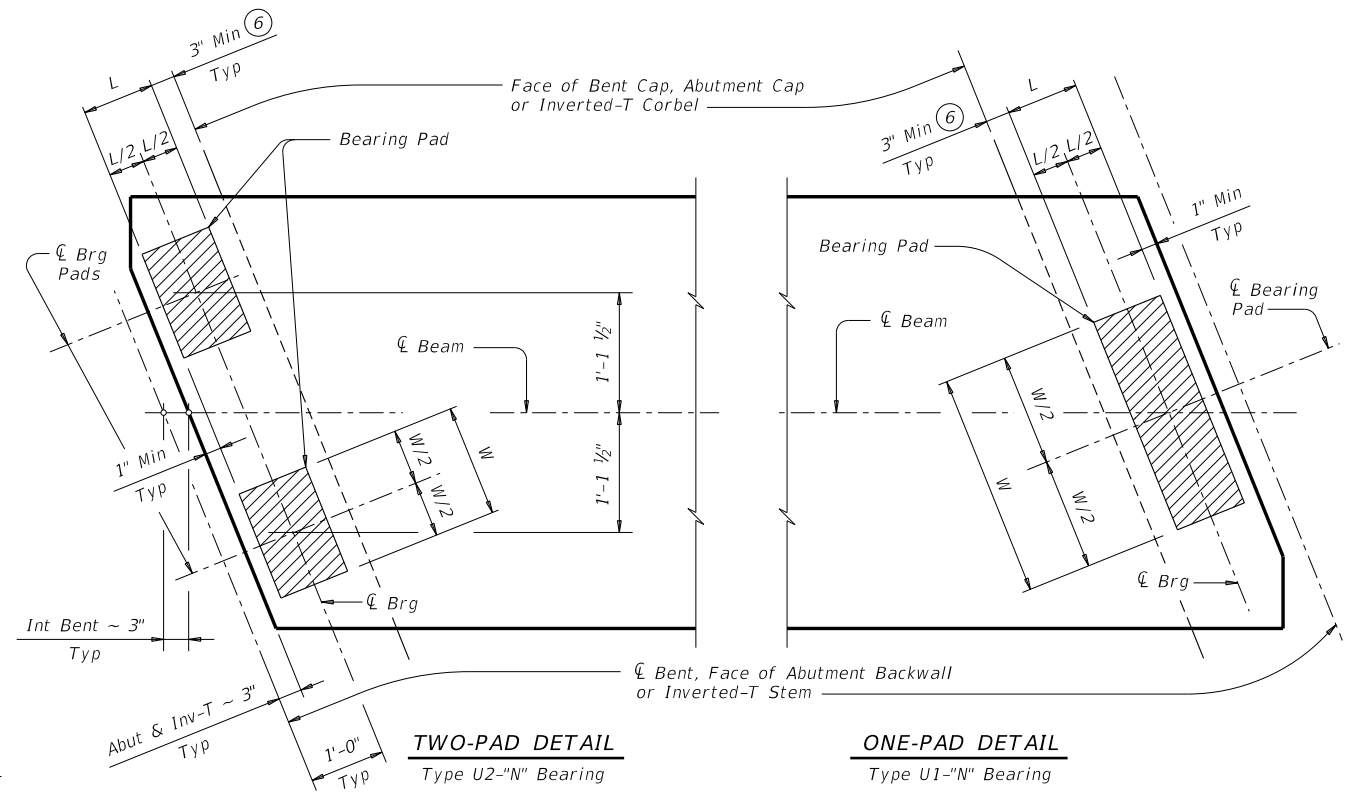 3" Min 6
Typ
L
L/2 L/2
Face of Bent Cap, Abutment Cap
or Inverted-T Corbel
Bearing Pad
℄ Brg
Pads
℄ Beam
1'-1 ½"
1'-1 ½"
W/2
W/2
W
1" Min
Typ
℄ Brg
Int Bent ~ 3"
Typ
Abut & Inv-T ~ 3"
Typ
1'-0"
Typ
3" Min 6
Typ
L
L/2 L/2
1" Min
Typ
Bearing Pad
℄ Bearing
Pad
℄ Beam
W/2
W
W/2
℄ Brg
℄ Bent, Face of Abutment Backwall
or Inverted-T Stem
TWO-PAD DETAIL
Type U2-"N" Bearing
ONE-PAD DETAIL
Type U1-"N" Bearing